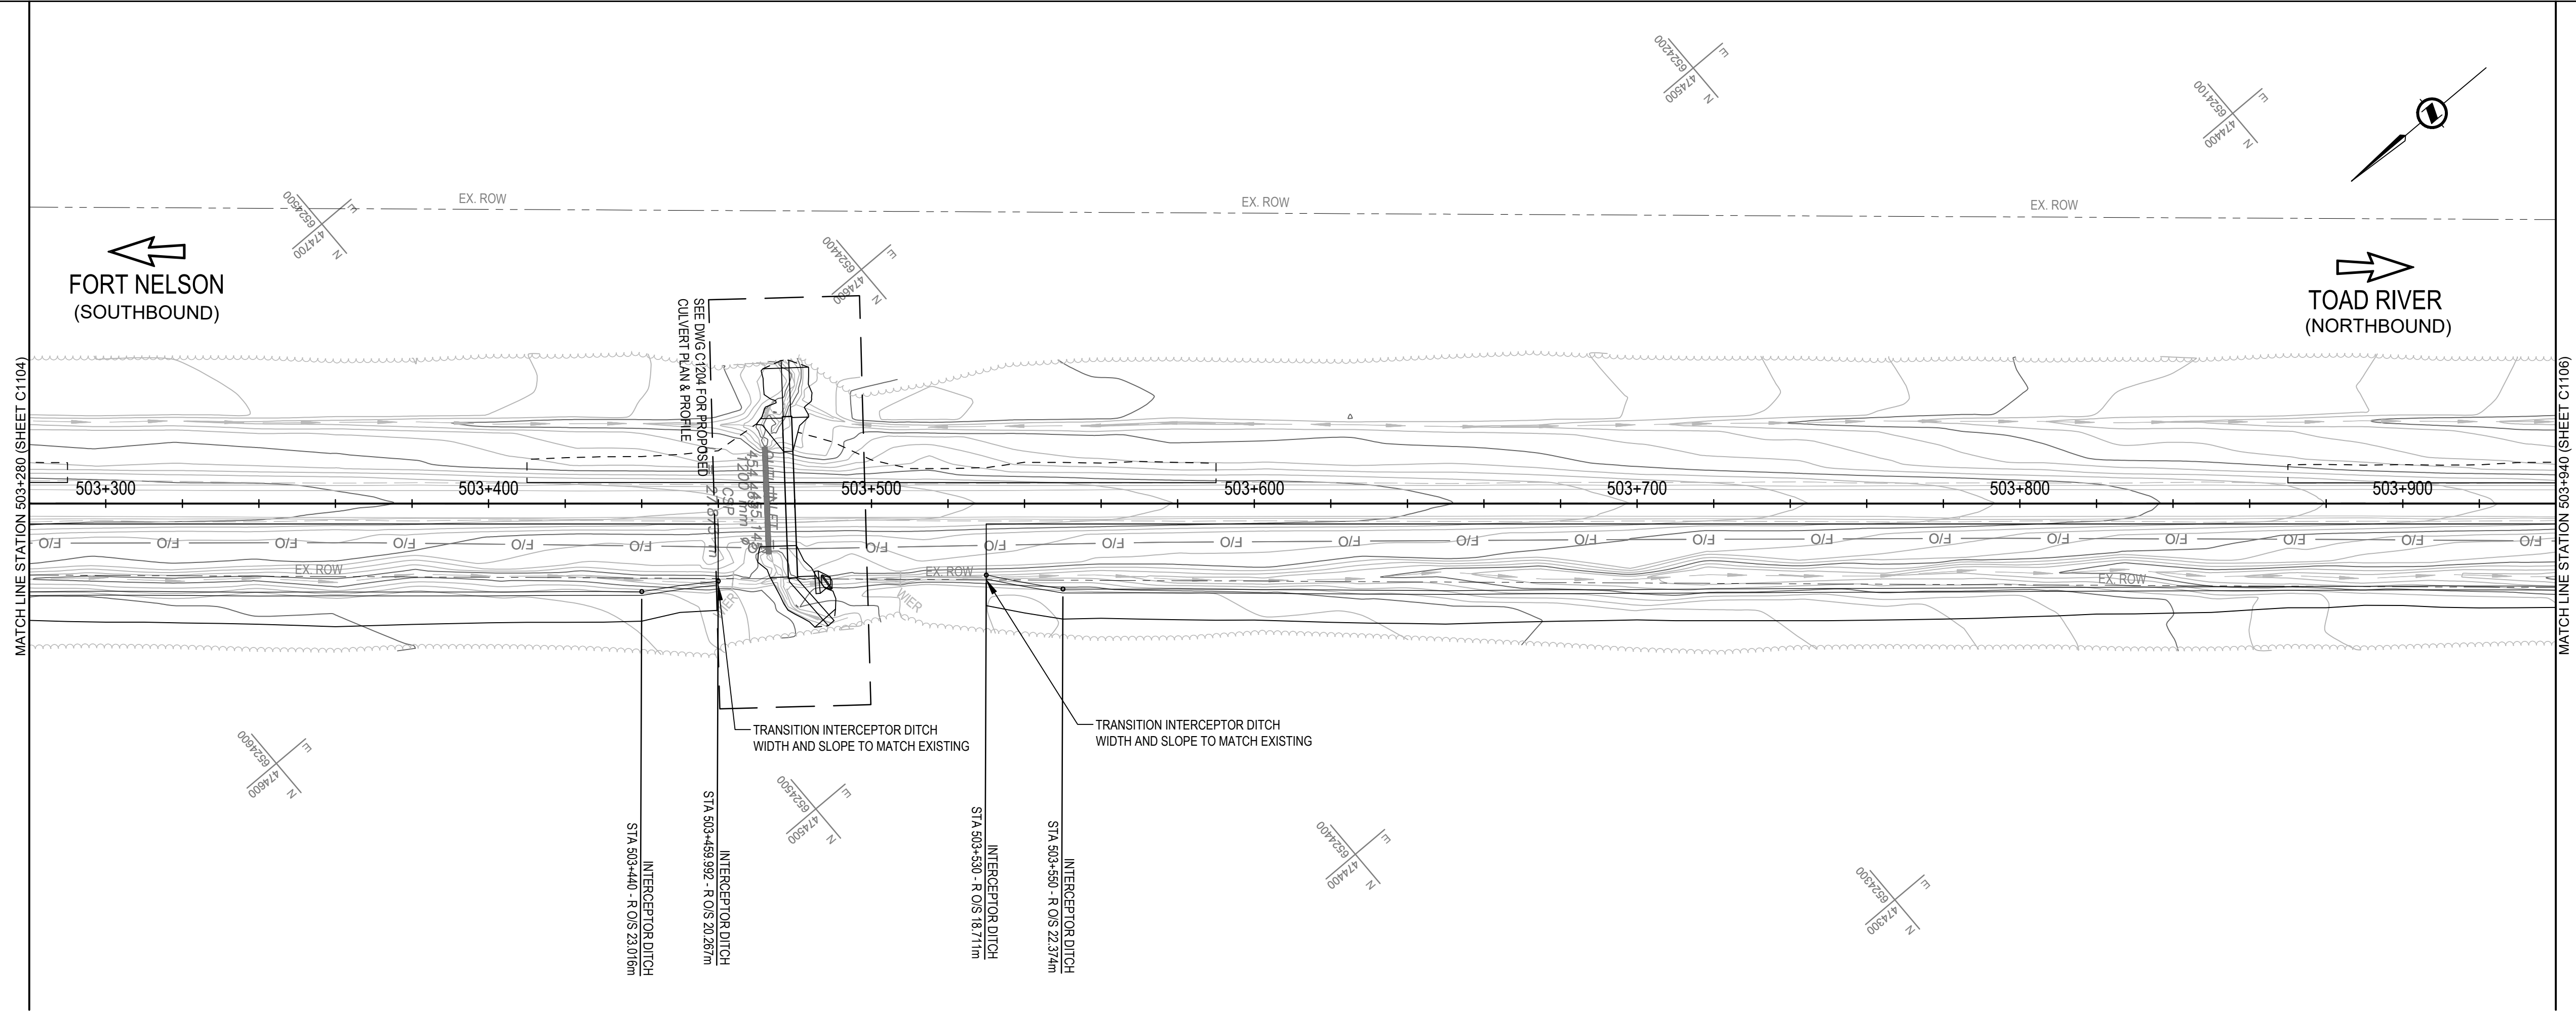 6524200
E
474500
N
6524100
E
474400
N
EX. ROW
EX. ROW
EX. ROW
6524500
E
474700
N
6524400
E
474600
N
FORT NELSON
(SOUTHBOUND)
TOAD RIVER
(NORTHBOUND)
SEE DWG C1204 FOR PROPOSED
CULVERT PLAN & PROFILE
MATCH LINE STATION 503+280 (SHEET C1104)
MATCH LINE STATION 503+940 (SHEET C1106)
503+300
503+400
503+500
503+600
503+700
503+800
503+900
OUTLET
INLET
1200 mm ø
CSP
F/O F/O F/O F/O F/O F/O F/O F/O F/O F/O F/O F/O F/O F/O F/O F/O F/O F/O F/O F/O F/O F/O
EX. ROW
EX. ROW
EX. ROW
WIER
TRANSITION INTERCEPTOR DITCH
WIDTH AND SLOPE TO MATCH EXISTING
TRANSITION INTERCEPTOR DITCH
WIDTH AND SLOPE TO MATCH EXISTING
6524600
E
474600
N
6524500
E
474500
N
6524400
E
474400
N
6524300
E
474300
N
INTERCEPTOR DITCH
STA 503+440 - R O/S 23.016m
INTERCEPTOR DITCH
STA 503+459.992 - R O/S 20.267m
INTERCEPTOR DITCH
STA 503+530 - R O/S 18.711m
INTERCEPTOR DITCH
STA 503+550 - R O/S 22.374m